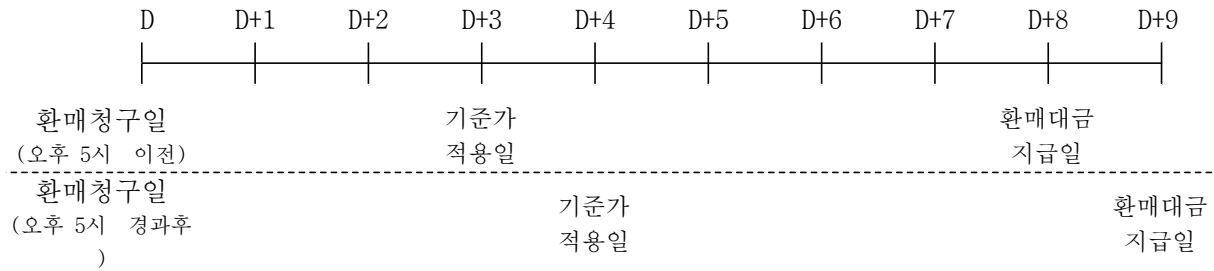 D D+1 D+2 D+3 D+4 D+5 D+6 D+7 D+8 D+9
환매청구일 기준가 환매대금
(오후 5시 이전) 적용일 지급일
환매청구일 기준가 환매대금
(오후 5시 경과후 적용일 지급일
)